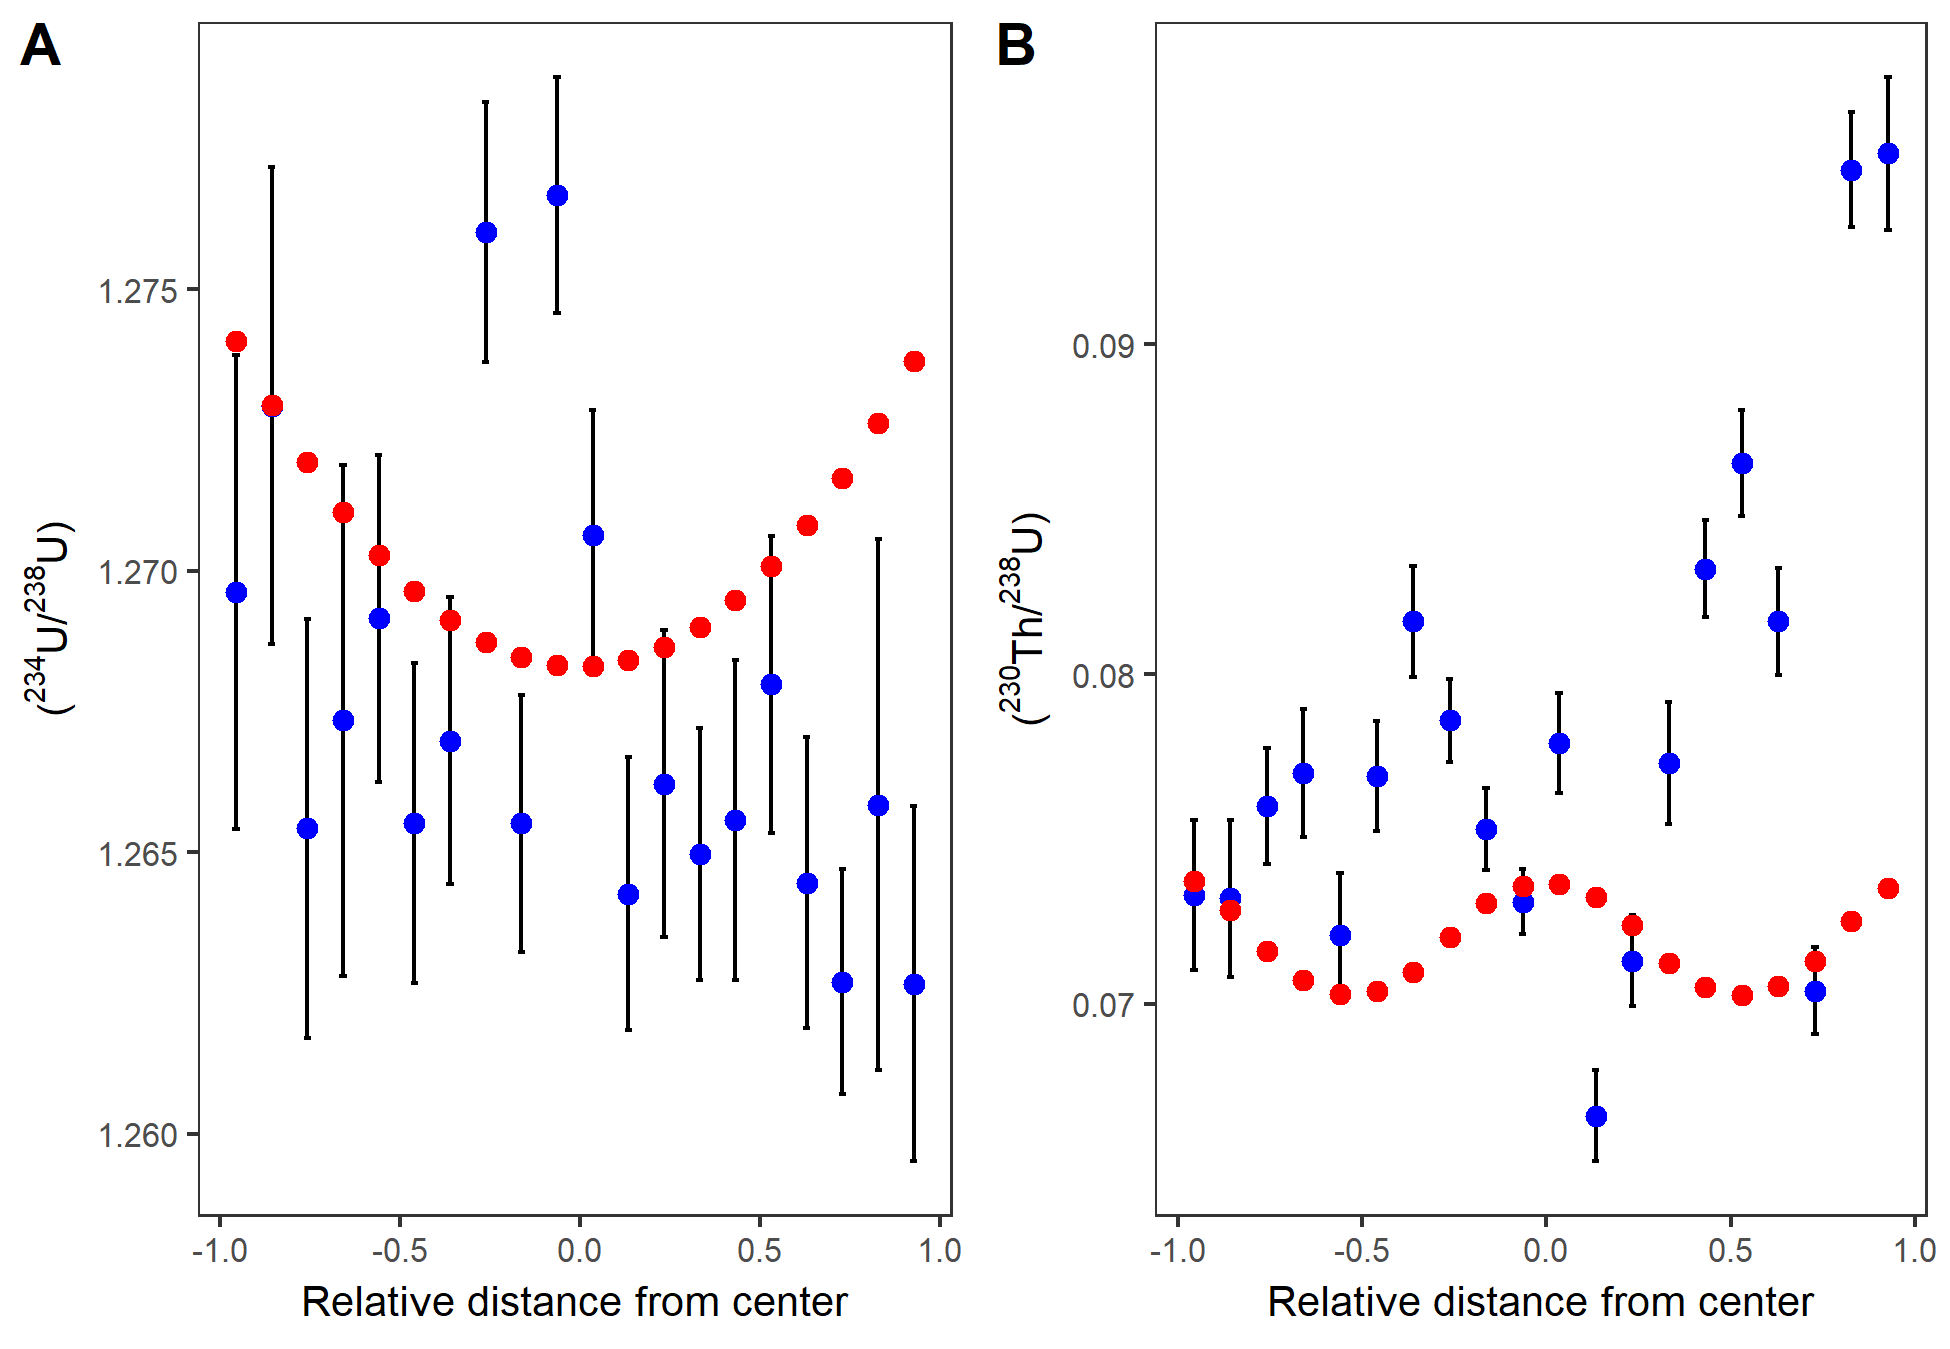 A
B
1.275
1.270
1.265
1.260
(²³⁴U/²³⁸U)
-1.0 -0.5 0.0 0.5 1.0
Relative distance from center
0.09
0.08
0.07
(²³⁰Th/²³⁸U)
-1.0 -0.5 0.0 0.5 1.0
Relative distance from center